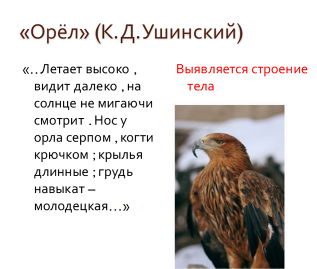 «Орёл» (К.Д.Ушинский)
«…Летает высоко ,
видит далеко , на
солнце не мигаючи
смотрит . Нос у
орла серпом , когти
крючком ; крылья
длинные ; грудь
навыкат –
молодецкая…»
Выявляется строение
тела